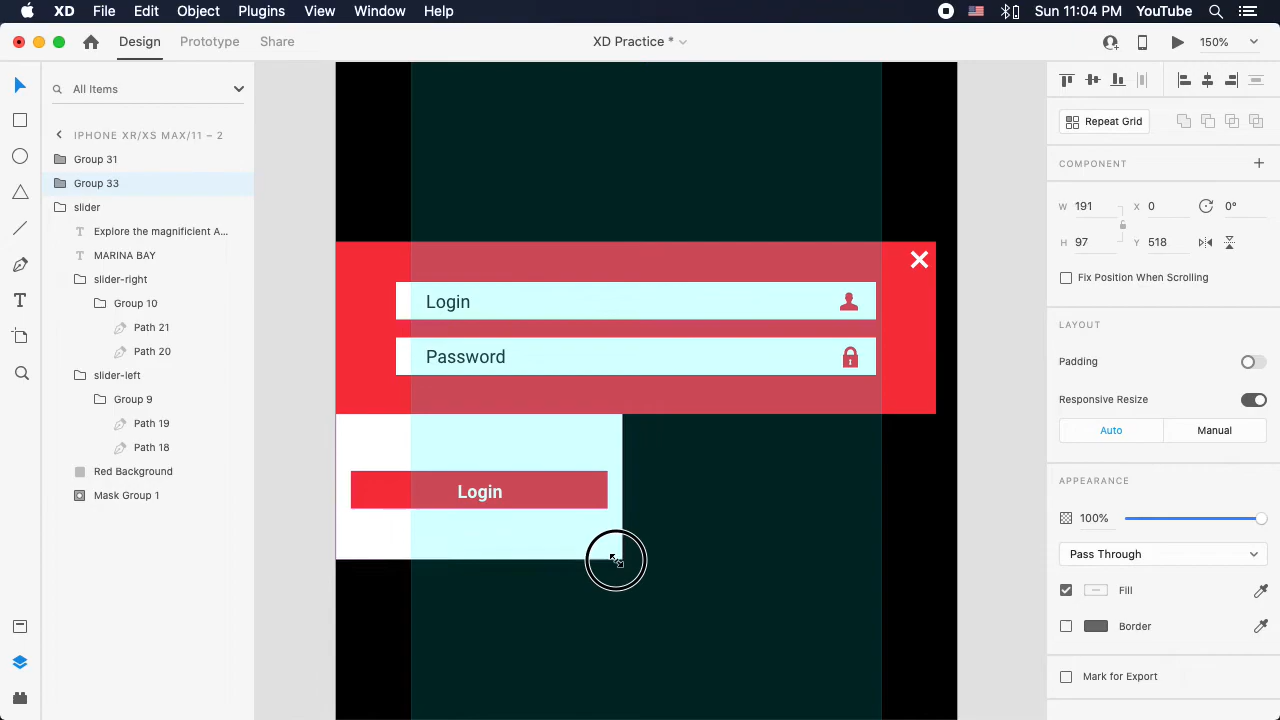 XD File Edit Object Plugins View Window Help Sun 11:04 PM YouTube
Design Prototype Share XD Practice * 150%
All Items
IPHONE XR/XS MAX/11 – 2
Group 31
Group 33
slider
Explore the magnificient A...
MARINA BAY
slider-right
Group 10
Path 21
Path 20
slider-left
Group 9
Path 19
Path 18
Red Background
Mask Group 1
Login
Password
Login
Repeat Grid
COMPONENT
W 191 X 0 0°
H 97 Y 518
Fix Position When Scrolling
LAYOUT
Padding
Responsive Resize
Auto Manual
APPEARANCE
100%
Pass Through
Fill
Border
Mark for Export